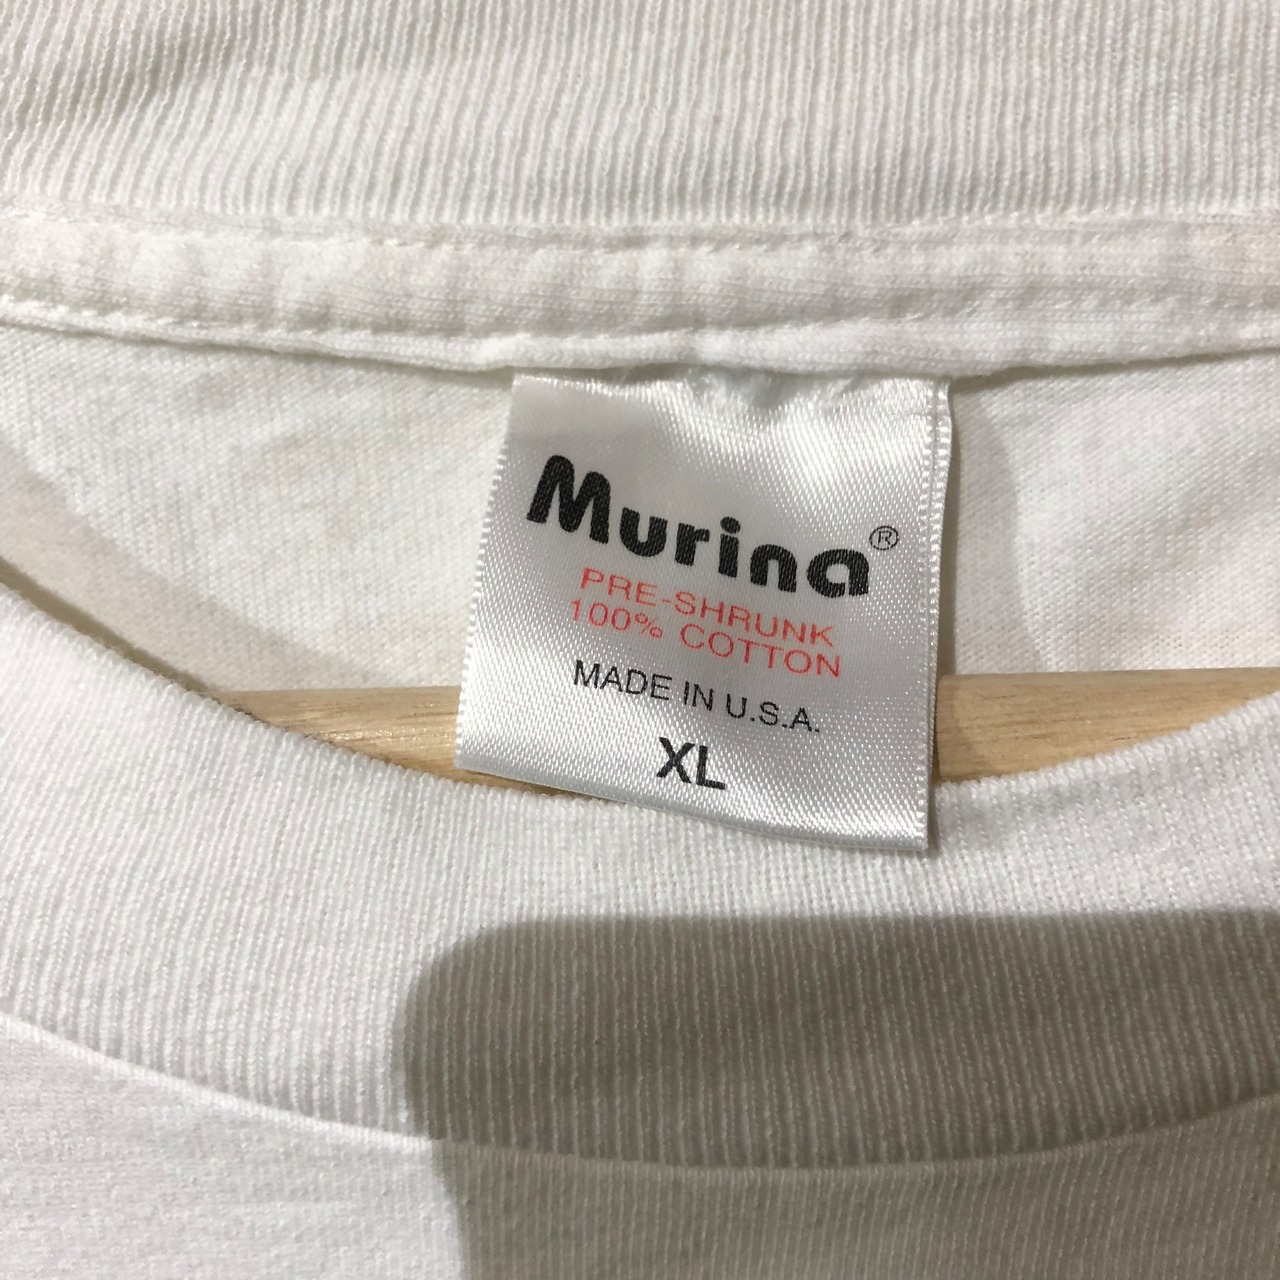 Murina®
PRE-SHRUNK
100% COTTON
MADE IN U.S.A.
XL